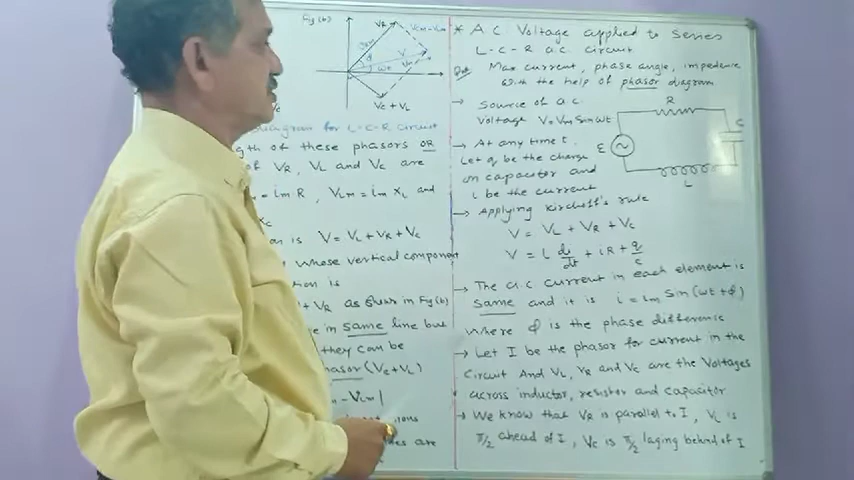 Fig (b)
VR
VCm - VLm
V
VC + VL
diagram for L-C-R circuit
of these phasors OR
of VR, VL and VC are
= im R, VLm = im XL and
is V = VL + VR + VC
whose vertical component
is
+ VR as in Fig (b)
in same line but
they can be
(VC + VL)
- VLm|
are
* A C Voltage applied to series
L-C-R a.c. circuit
Max current, phase angle, impedence
with the help of phasor diagram
→ Source of a c
voltage V = Vm Sin wt
R
C
E
~
L
→ At any time t.
Let q be the charge
on capacitor and
i be the current
→ Applying kirchoff's rule
V = VL + VR + VC
V = L di/dt + iR + q/c
→ The a.c current in each element is
same and it is i = im Sin (wt + φ)
Where φ is the phase difference
→ Let I be the phasor for current in the
circuit And VL, VR and VC are the Voltages
across inductor, resistor and capacitor
→ We know that VR is parallel to I, VL is
π/2 ahead of I, VC is π/2 laging behind of I